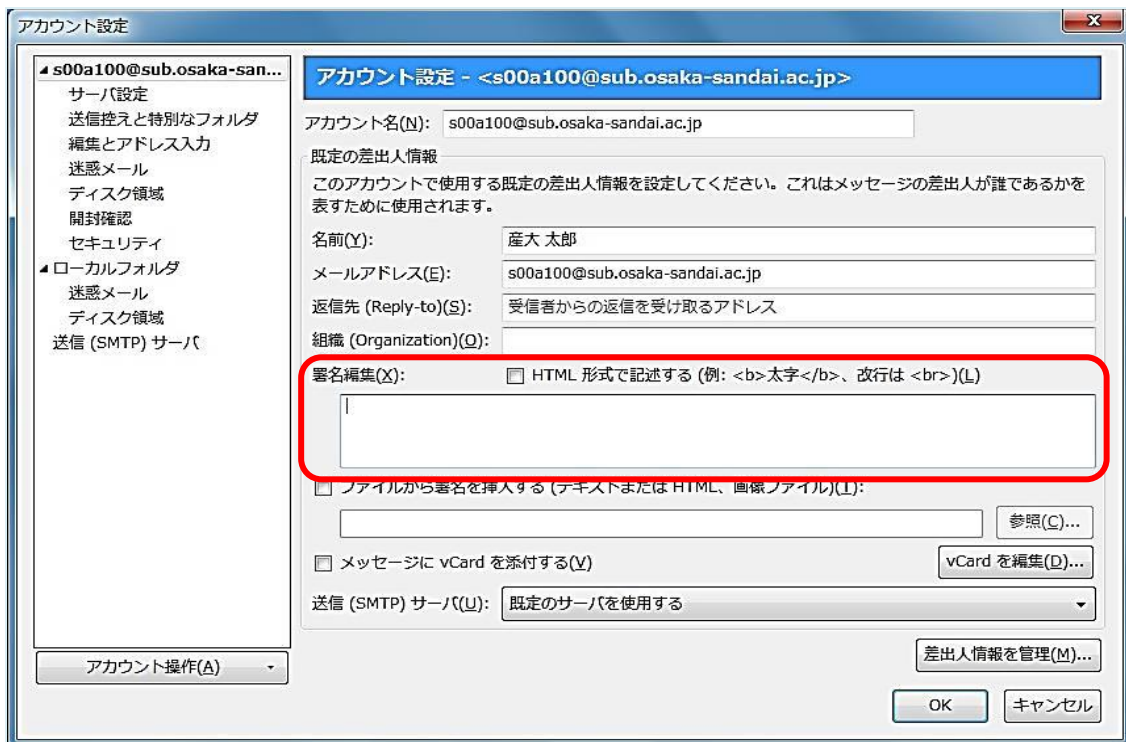 アカウント設定
s00a100@sub.osaka-san...
サーバ設定
送信控えと特別なフォルダ
編集とアドレス入力
迷惑メール
ディスク領域
開封確認
セキュリティ
ローカルフォルダ
迷惑メール
ディスク領域
送信 (SMTP) サーバ
アカウント操作(A)
アカウント設定 - <s00a100@sub.osaka-sandai.ac.jp>
アカウント名(N): s00a100@sub.osaka-sandai.ac.jp
既定の差出人情報
このアカウントで使用する既定の差出人情報を設定してください。これはメッセージの差出人が誰であるかを
表すために使用されます。
名前(Y): 産大 太郎
メールアドレス(E): s00a100@sub.osaka-sandai.ac.jp
返信先 (Reply-to)(S): 受信者からの返信を受け取るアドレス
組織 (Organization)(O):
署名編集(X): HTML 形式で記述する (例: <b>太字</b>、改行は <br>)(L)
ファイルから署名を挿入する (テキストまたは HTML、画像ファイル)(T):
参照(C)...
メッセージに vCard を添付する(V) vCard を編集(D)...
送信 (SMTP) サーバ(U): 既定のサーバを使用する
差出人情報を管理(M)...
OK キャンセル